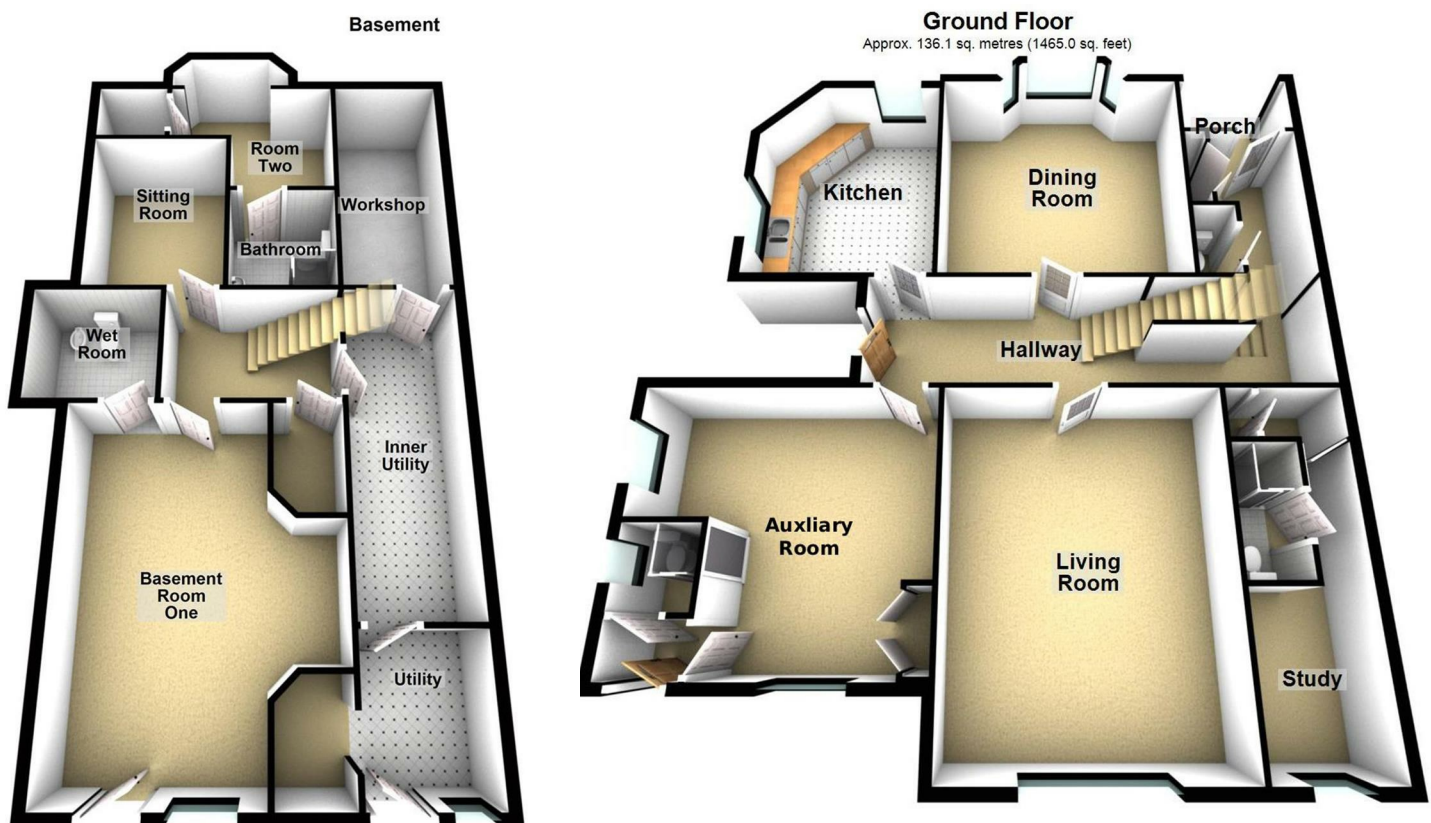 Basement
Room
Two
Sitting
Room
Workshop
Bathroom
Wet
Room
Inner
Utility
Basement
Room
One
Utility
Ground Floor
Approx. 136.1 sq. metres (1465.0 sq. feet)
Porch
Kitchen
Dining
Room
Hallway
Auxliary
Room
Living
Room
Study